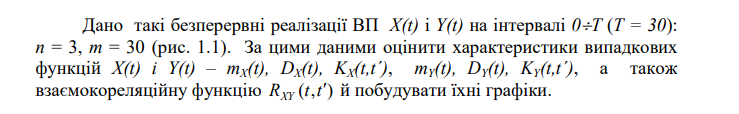 Дано такі безперервні реалізації ВП X(t) і Y(t) на інтервалі 0÷T (T = 30):
n = 3, m = 30 (рис. 1.1). За цими даними оцінити характеристики випадкових
функцій X(t) і Y(t) – mX(t), DX(t), KX(t,t´), mY(t), DY(t), KY(t,t´), а також
взаємокореляційну функцію RXY (t,t′) й побудувати їхні графіки.